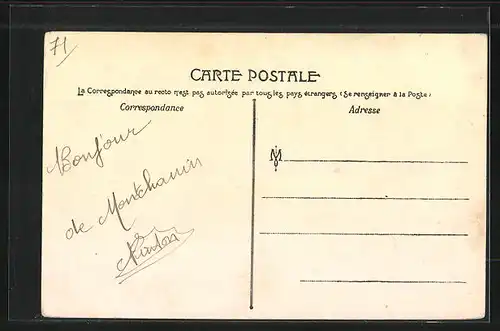 71
CARTE POSTALE
La Correspondance au recto n'est pas autorisée par tous les pays étrangers (Se renseigner à la Poste)
Correspondance
Adresse
M
Bonjour
de Montchanin